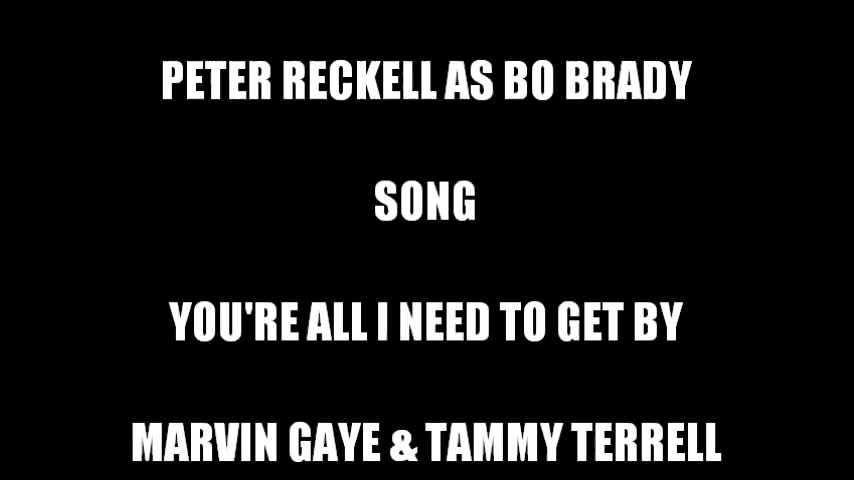 PETER RECKELL AS BO BRADY
SONG
YOU'RE ALL I NEED TO GET BY
MARVIN GAYE & TAMMY TERRELL